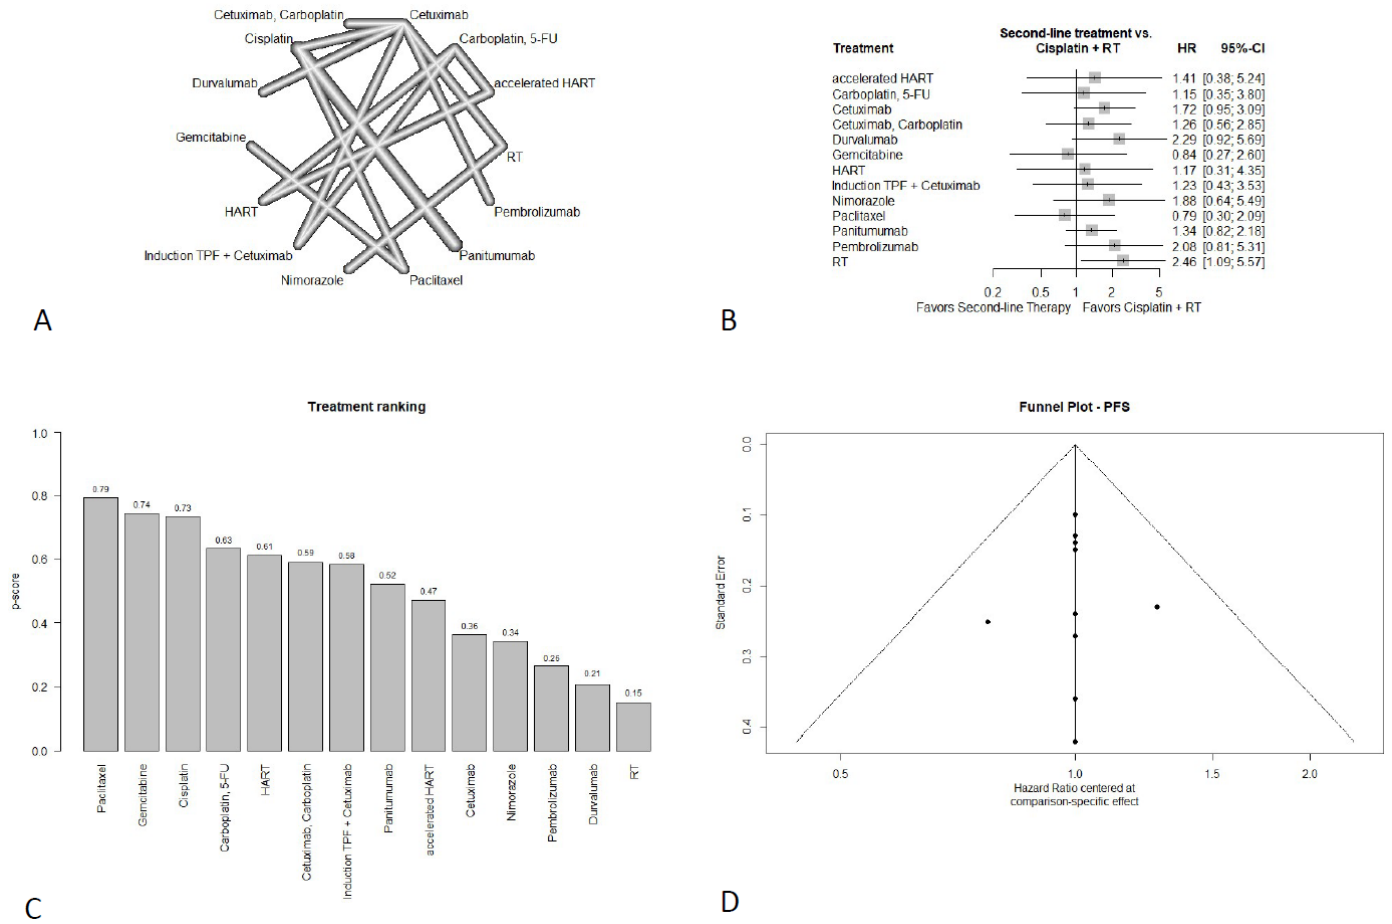 Cetuximab, Carboplatin
Cetuximab
Cisplatin
Carboplatin, 5-FU
Durvalumab
accelerated HART
Gemcitabine
RT
HART
Pembrolizumab
Induction TPF + Cetuximab
Panitumumab
Nimorazole
Paclitaxel
A
Second-line treatment vs.
Treatment Cisplatin + RT HR 95%-CI
accelerated HART 1.41 [0.38; 5.24]
Carboplatin, 5-FU 1.15 [0.35; 3.80]
Cetuximab 1.72 [0.95; 3.09]
Cetuximab, Carboplatin 1.26 [0.56; 2.85]
Durvalumab 2.29 [0.92; 5.69]
Gemcitabine 0.84 [0.27; 2.60]
HART 1.17 [0.31; 4.35]
Induction TPF + Cetuximab 1.23 [0.43; 3.53]
Nimorazole 1.88 [0.64; 5.49]
Paclitaxel 0.79 [0.30; 2.09]
Panitumumab 1.34 [0.82; 2.18]
Pembrolizumab 2.08 [0.81; 5.31]
RT 2.46 [1.09; 5.57]
0.2 0.5 1 2 5
Favors Second-line Therapy Favors Cisplatin + RT
B
Treatment ranking
p-score
1.0
0.8
0.6
0.4
0.2
0.0
0.79
0.74
0.73
0.63
0.61
0.59
0.58
0.52
0.47
0.36
0.34
0.26
0.21
0.15
Paclitaxel
Gemcitabine
Cisplatin
Carboplatin, 5-FU
HART
Cetuximab, Carboplatin
Induction TPF + Cetuximab
Panitumumab
accelerated HART
Cetuximab
Nimorazole
Pembrolizumab
Durvalumab
RT
C
Funnel Plot - PFS
Standard Error
0.0
0.1
0.2
0.3
0.4
0.5 1.0 1.5 2.0
Hazard Ratio centered at
comparison-specific effect
D